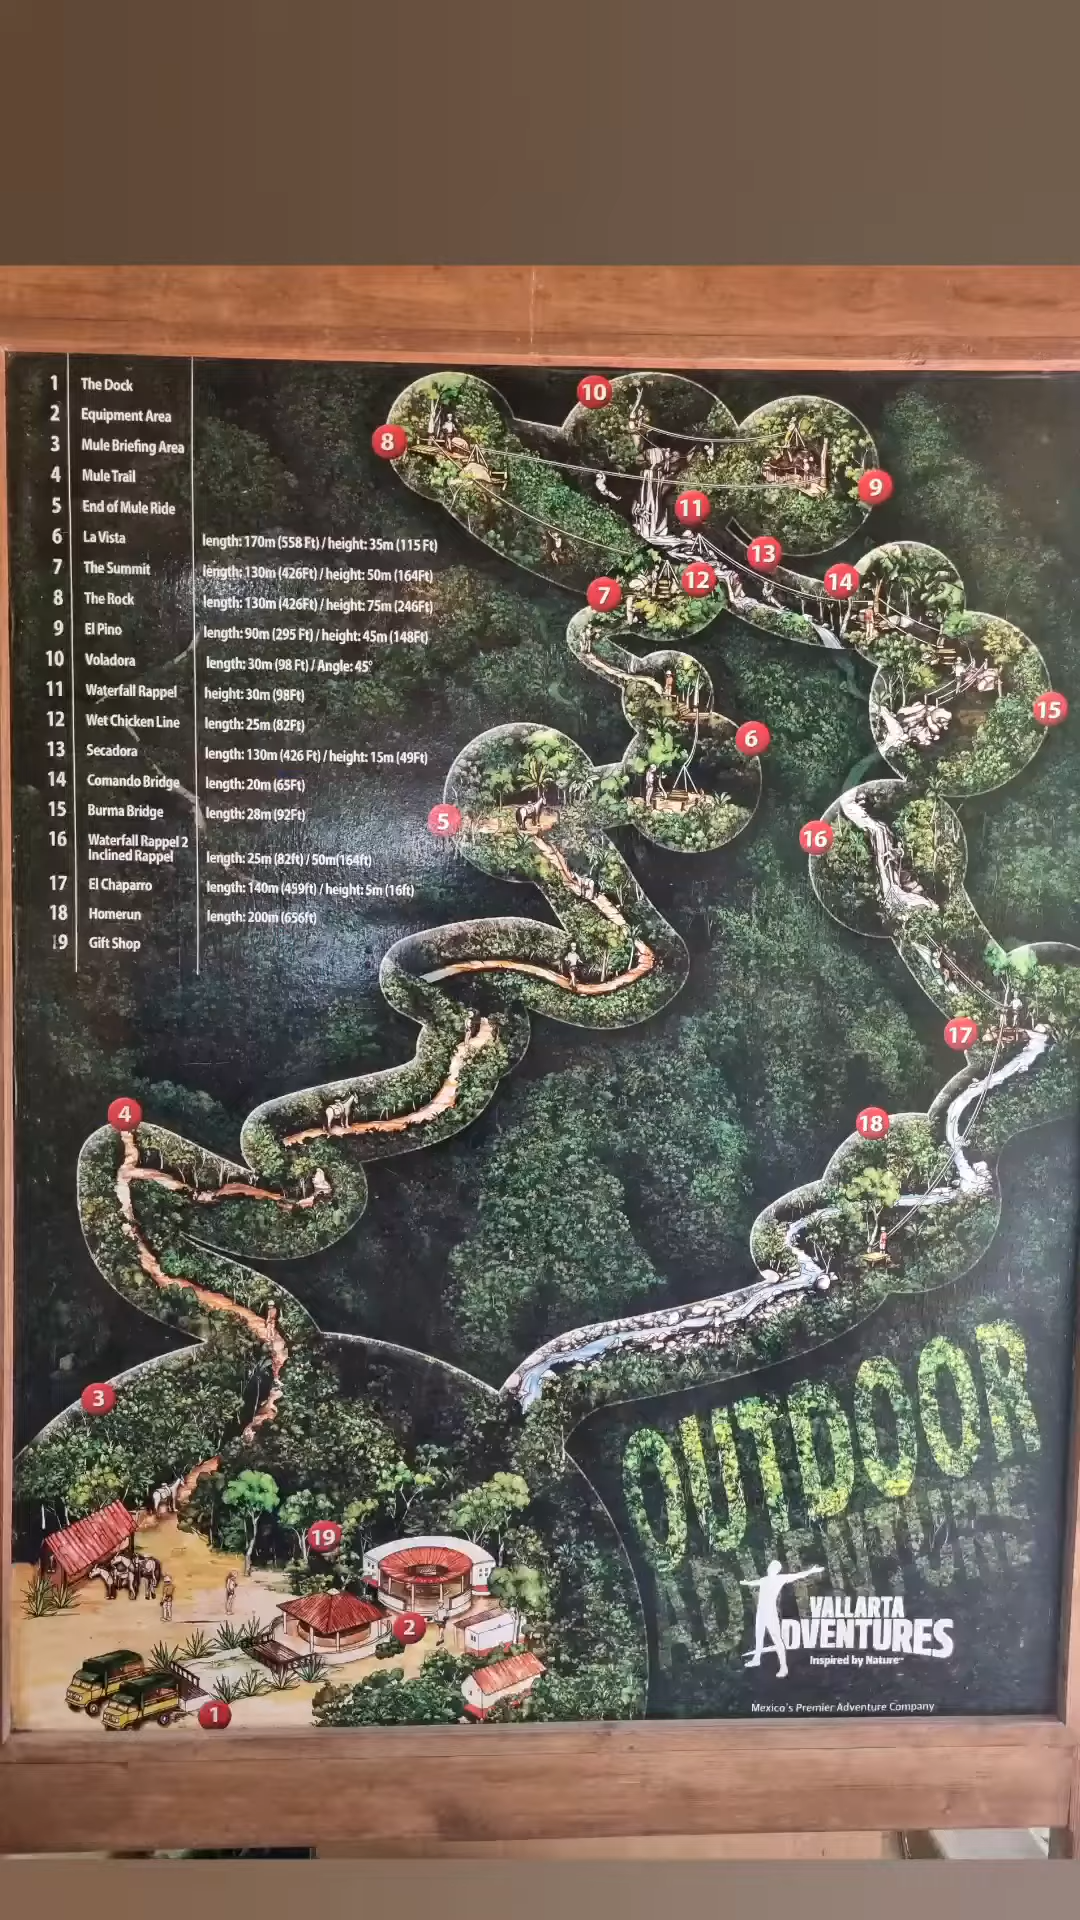 1 The Dock
2 Equipment Area
3 Mule Briefing Area
4 Mule Trail
5 End of Mule Ride
6 La Vista length: 170m (558 Ft) / height: 35m (115 Ft)
7 The Summit length: 130m (426Ft) / height: 50m (164Ft)
8 The Rock length: 130m (426Ft) / height: 75m (246Ft)
9 El Pino length: 90m (295 Ft) / height: 45m (148Ft)
10 Voladora length: 30m (98 Ft) / Angle: 45°
11 Waterfall Rappel height: 30m (98Ft)
12 Wet Chicken Line length: 25m (82Ft)
13 Secadora length: 130m (426 Ft) / height: 15m (49Ft)
14 Comando Bridge length: 20m (65Ft)
15 Burma Bridge length: 28m (92Ft)
16 Waterfall Rappel 2
Inclined Rappel length: 25m (82ft) / 50m(164ft)
17 El Chaparro length: 140m (459ft) / height: 5m (16ft)
18 Homerun length: 200m (656ft)
19 Gift Shop
10
8
9
11
13
12
14
7
15
6
5
16
17
4
18
3
19
2
1
OUTDOOR
ADVENTURE
VALLARTA
ADVENTURES
Inspired by Nature
Mexico's Premier Adventure Company